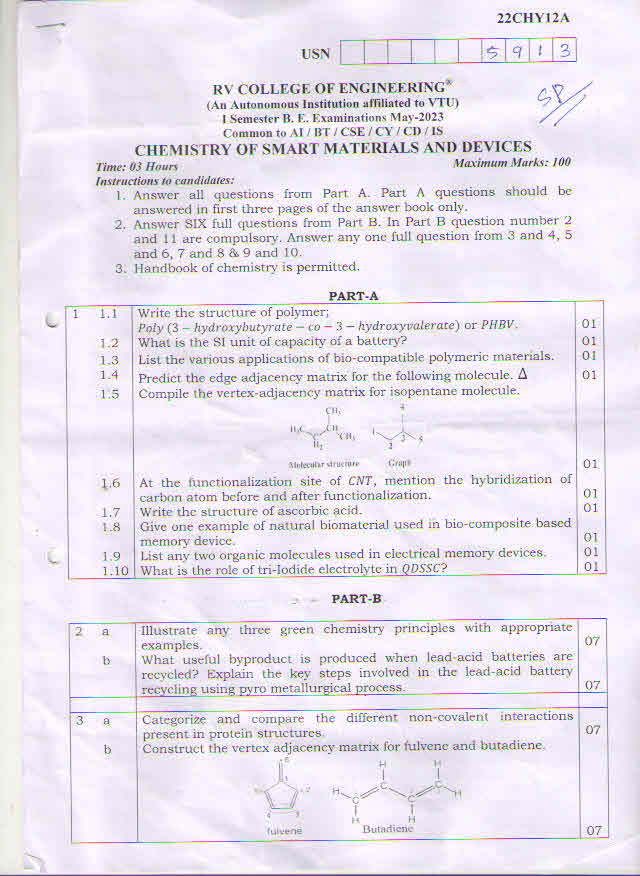 22CHY12A
USN 5 9 1 3
RV COLLEGE OF ENGINEERING®
(An Autonomous Institution affiliated to VTU)
I Semester B. E. Examinations May-2023
Common to AI / BT / CSE / CY / CD / IS
CHEMISTRY OF SMART MATERIALS AND DEVICES
Time: 03 Hours Maximum Marks: 100
Instructions to candidates:
1. Answer all questions from Part A. Part A questions should be
answered in first three pages of the answer book only.
2. Answer SIX full questions from Part B. In Part B question number 2
and 11 are compulsory. Answer any one full question from 3 and 4, 5
and 6, 7 and 8 & 9 and 10.
3. Handbook of chemistry is permitted.
PART-A
1 1.1 Write the structure of polymer;
Poly (3 – hydroxybutyrate – co – 3 – hydroxyvalerate) or PHBV. 01
1.2 What is the SI unit of capacity of a battery? 01
1.3 List the various applications of bio-compatible polymeric materials. 01
1.4 Predict the edge adjacency matrix for the following molecule. Δ 01
1.5 Compile the vertex-adjacency matrix for isopentane molecule.
CH3 4
H3C CH 1
CH3 3 5
H2 2
Molecular structure Graph 01
1.6 At the functionalization site of CNT, mention the hybridization of
carbon atom before and after functionalization. 01
1.7 Write the structure of ascorbic acid. 01
1.8 Give one example of natural biomaterial used in bio-composite based
memory device. 01
1.9 List any two organic molecules used in electrical memory devices. 01
1.10 What is the role of tri-Iodide electrolyte in QDSSC? 01
PART-B
2 a Illustrate any three green chemistry principles with appropriate
examples. 07
b What useful byproduct is produced when lead-acid batteries are
recycled? Explain the key steps involved in the lead-acid battery
recycling using pyro metallurgical process. 07
3 a Categorize and compare the different non-covalent interactions
present in protein structures. 07
b Construct the vertex adjacency matrix for fulvene and butadiene.
6 H H
1 C C H
5 2 H C C
4 3 H H
fulvene Butadiene 07